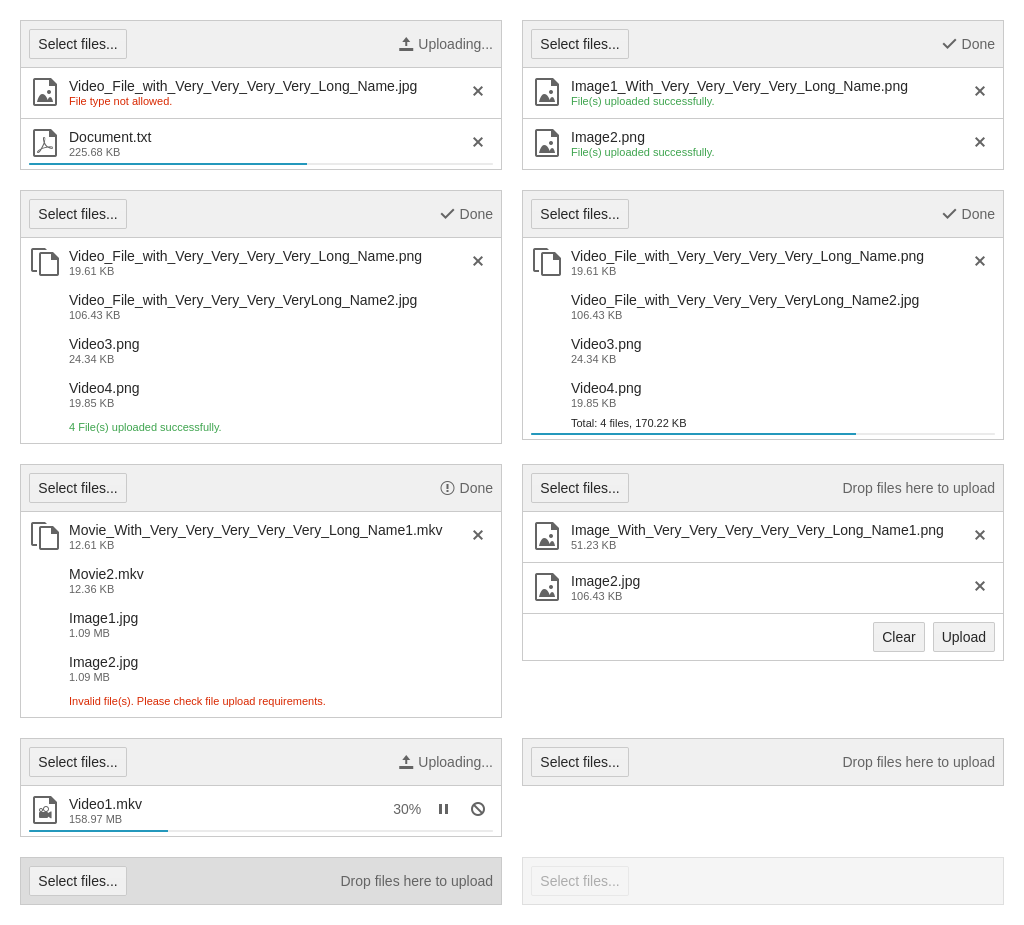 Select files...
Uploading...
Video_File_with_Very_Very_Very_Very_Long_Name.jpg
File type not allowed.
Document.txt
225.68 KB
Select files...
Done
Image1_With_Very_Very_Very_Very_Long_Name.png
File(s) uploaded successfully.
Image2.png
File(s) uploaded successfully.
Select files...
Done
Video_File_with_Very_Very_Very_Very_Long_Name.png
19.61 KB
Video_File_with_Very_Very_Very_VeryLong_Name2.jpg
106.43 KB
Video3.png
24.34 KB
Video4.png
19.85 KB
4 File(s) uploaded successfully.
Select files...
Done
Video_File_with_Very_Very_Very_Very_Long_Name.png
19.61 KB
Video_File_with_Very_Very_Very_VeryLong_Name2.jpg
106.43 KB
Video3.png
24.34 KB
Video4.png
19.85 KB
Total: 4 files, 170.22 KB
Select files...
Done
Movie_With_Very_Very_Very_Very_Very_Long_Name1.mkv
12.61 KB
Movie2.mkv
12.36 KB
Image1.jpg
1.09 MB
Image2.jpg
1.09 MB
Invalid file(s). Please check file upload requirements.
Select files...
Drop files here to upload
Image_With_Very_Very_Very_Very_Very_Long_Name1.png
51.23 KB
Image2.jpg
106.43 KB
Clear
Upload
Select files...
Uploading...
Video1.mkv
30%
158.97 MB
Select files...
Drop files here to upload
Select files...
Drop files here to upload
Select files...